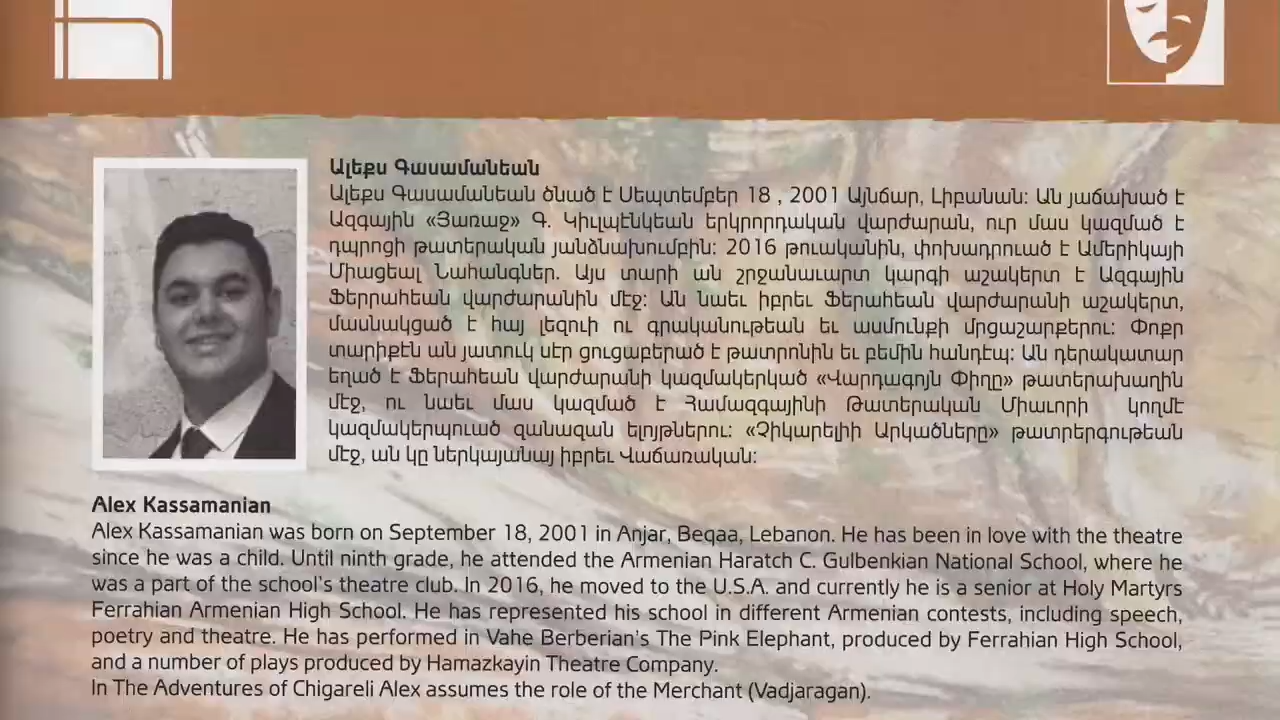 Ալեքս Գասամանեան
Ալեքս Գասամանեան ծնած է Սեպտեմբեր 18 , 2001 Այնճար, Լիբանան: Ան յաճախած է
Ազգային «Յառաջ» Գ. Կիւլպէնկեան երկրորդական վարժարան, ուր մաս կազմած է
դպրոցի թատերական յանձնախումբին: 2016 թուականին, փոխադրուած է Ամերիկայի
Միացեալ Նահանգներ. Այս տարի ան շրջանաւարտ կարգի աշակերտ է Ազգային
Ֆերրահեան վարժարանին մէջ: Ան նաեւ իբրեւ Ֆերահեան վարժարանի աշակերտ,
մասնակցած է հայ լեզուի ու գրականութեան եւ ասմունքի մրցաշարքերու: Փոքր
տարիքէն ան յատուկ սէր ցուցաբերած է թատրոնին եւ բեմին հանդէպ: Ան դերակատար
եղած է Ֆերահեան վարժարանի կազմակերկած «Վարդագոյն Փիղը» թատերախաղին
մէջ, ու նաեւ մաս կազմած է Համազգայինի Թատերական Միաւորի կողմէ
կազմակերպուած զանազան ելոյթներու: «Չիկարելիի Արկածները» թատրերգութեան
մէջ, ան կը ներկայանայ իբրեւ Վաճառական:
Alex Kassamanian
Alex Kassamanian was born on September 18, 2001 in Anjar, Beqaa, Lebanon. He has been in love with the theatre
since he was a child. Until ninth grade, he attended the Armenian Haratch C. Gulbenkian National School, where he
was a part of the school's theatre club. In 2016, he moved to the U.S.A. and currently he is a senior at Holy Martyrs
Ferrahian Armenian High School. He has represented his school in different Armenian contests, including speech,
poetry and theatre. He has performed in Vahe Berberian's The Pink Elephant, produced by Ferrahian High School,
and a number of plays produced by Hamazkayin Theatre Company.
In The Adventures of Chigareli Alex assumes the role of the Merchant (Vadjaragan).